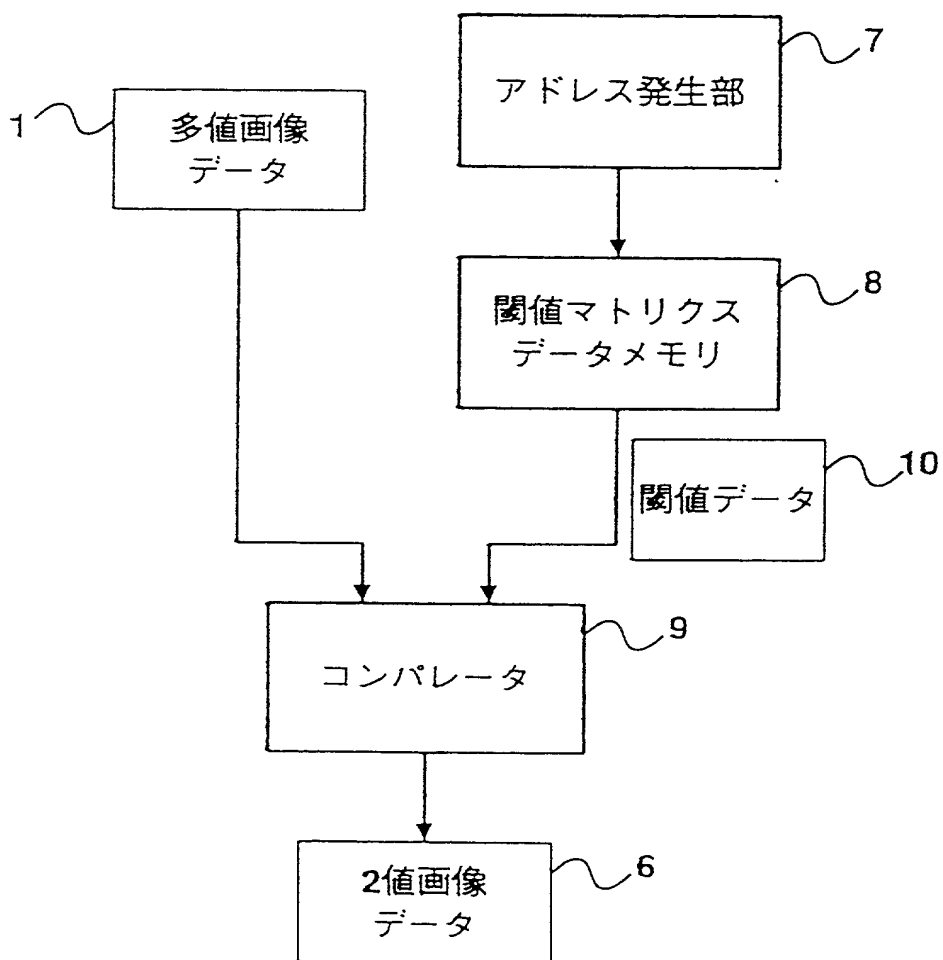 アドレス発生部
7
1
多値画像
データ
閾値マトリクス
データメモリ
8
閾値データ
10
コンパレータ
9
2値画像
データ
6